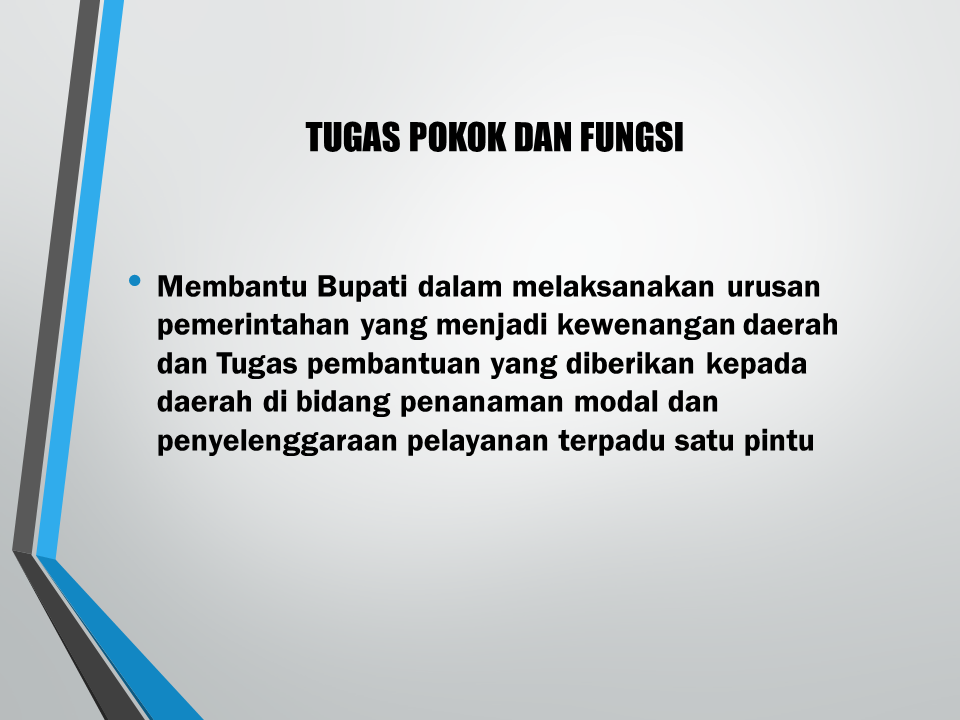 TUGAS POKOK DAN FUNGSI
• Membantu Bupati dalam melaksanakan urusan
pemerintahan yang menjadi kewenangan daerah
dan Tugas pembantuan yang diberikan kepada
daerah di bidang penanaman modal dan
penyelenggaraan pelayanan terpadu satu pintu